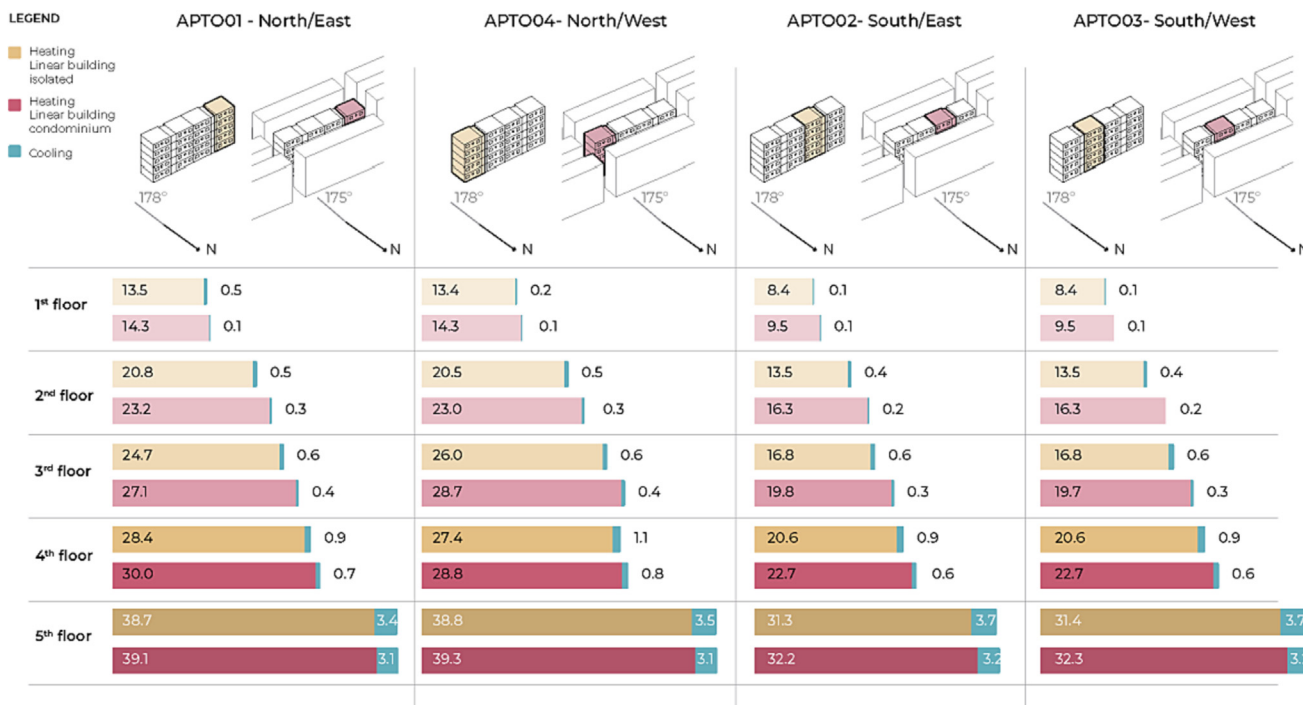 LEGEND
Heating
Linear building
isolated
Heating
Linear building
condominium
Cooling
APTO01 - North/East
APTO04- North/West
APTO02- South/East
APTO03- South/West
178° 175° 178° 175° 178° 175° 178° 175°
N N N N N N N N
1st floor
13.5 0.5 13.4 0.2 8.4 0.1 8.4 0.1
14.3 0.1 14.3 0.1 9.5 0.1 9.5 0.1
2nd floor
20.8 0.5 20.5 0.5 13.5 0.4 13.5 0.4
23.2 0.3 23.0 0.3 16.3 0.2 16.3 0.2
3rd floor
24.7 0.6 26.0 0.6 16.8 0.6 16.8 0.6
27.1 0.4 28.7 0.4 19.8 0.3 19.7 0.3
4th floor
28.4 0.9 27.4 1.1 20.6 0.9 20.6 0.9
30.0 0.7 28.8 0.8 22.7 0.6 22.7 0.6
5th floor
38.7 3.4 38.8 3.5 31.3 3.7 31.4 3.7
39.1 3.1 39.3 3.1 32.2 3.2 32.3